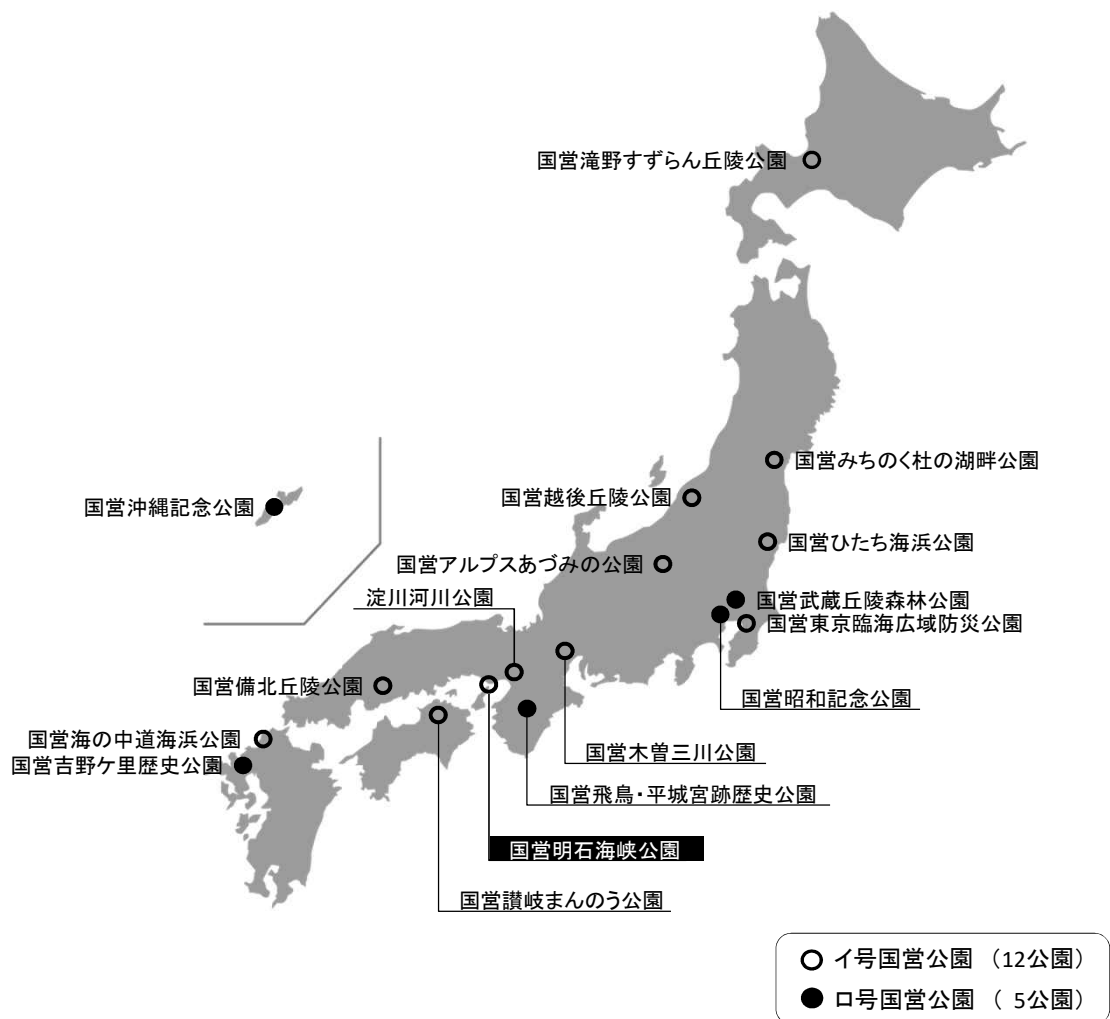 国営滝野すずらん丘陵公園
国営みちのく杜の湖畔公園
国営越後丘陵公園
国営沖縄記念公園
国営ひたち海浜公園
国営アルプスあづみの公園
淀川河川公園
国営武蔵丘陵森林公園
国営東京臨海広域防災公園
国営備北丘陵公園
国営昭和記念公園
国営海の中道海浜公園
国営木曽三川公園
国営吉野ケ里歴史公園
国営飛鳥・平城宮跡歴史公園
国営明石海峡公園
国営讃岐まんのう公園
イ号国営公園 （12公園）
ロ号国営公園 （ 5公園）